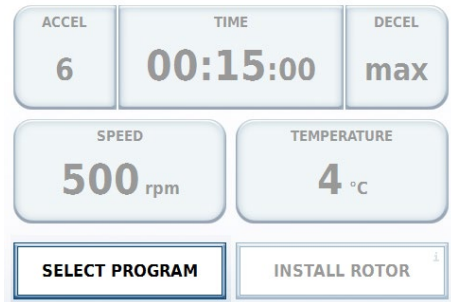 ACCEL TIME DECEL
6 00:15:00 max
SPEED TEMPERATURE
500 rpm 4 °C
i
SELECT PROGRAM INSTALL ROTOR